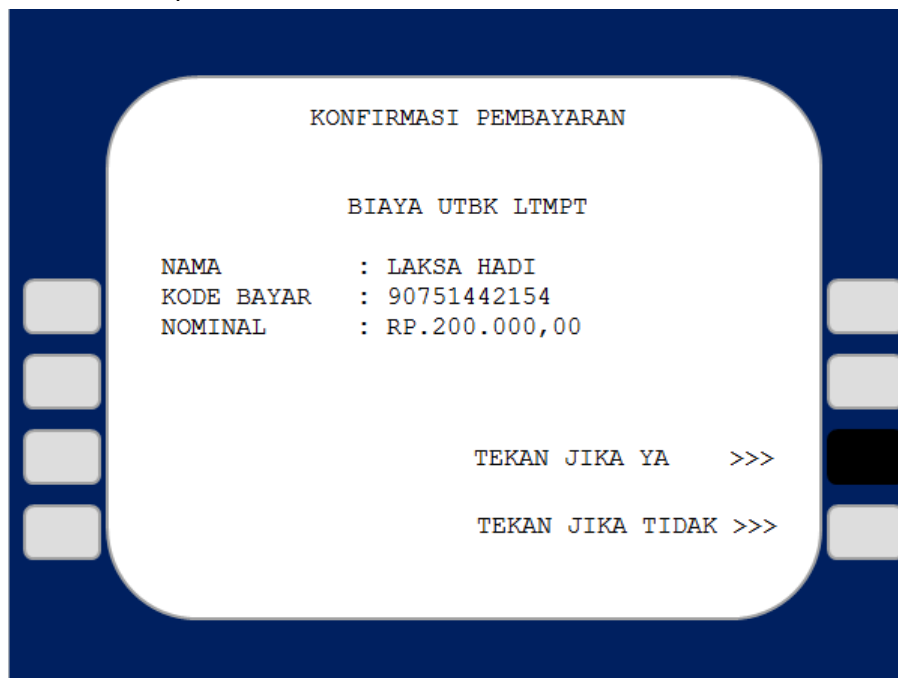 KONFIRMASI PEMBAYARAN
BIAYA UTBK LTMPT
NAMA : LAKSA HADI
KODE BAYAR : 90751442154
NOMINAL : RP.200.000,00
TEKAN JIKA YA >>>
TEKAN JIKA TIDAK >>>